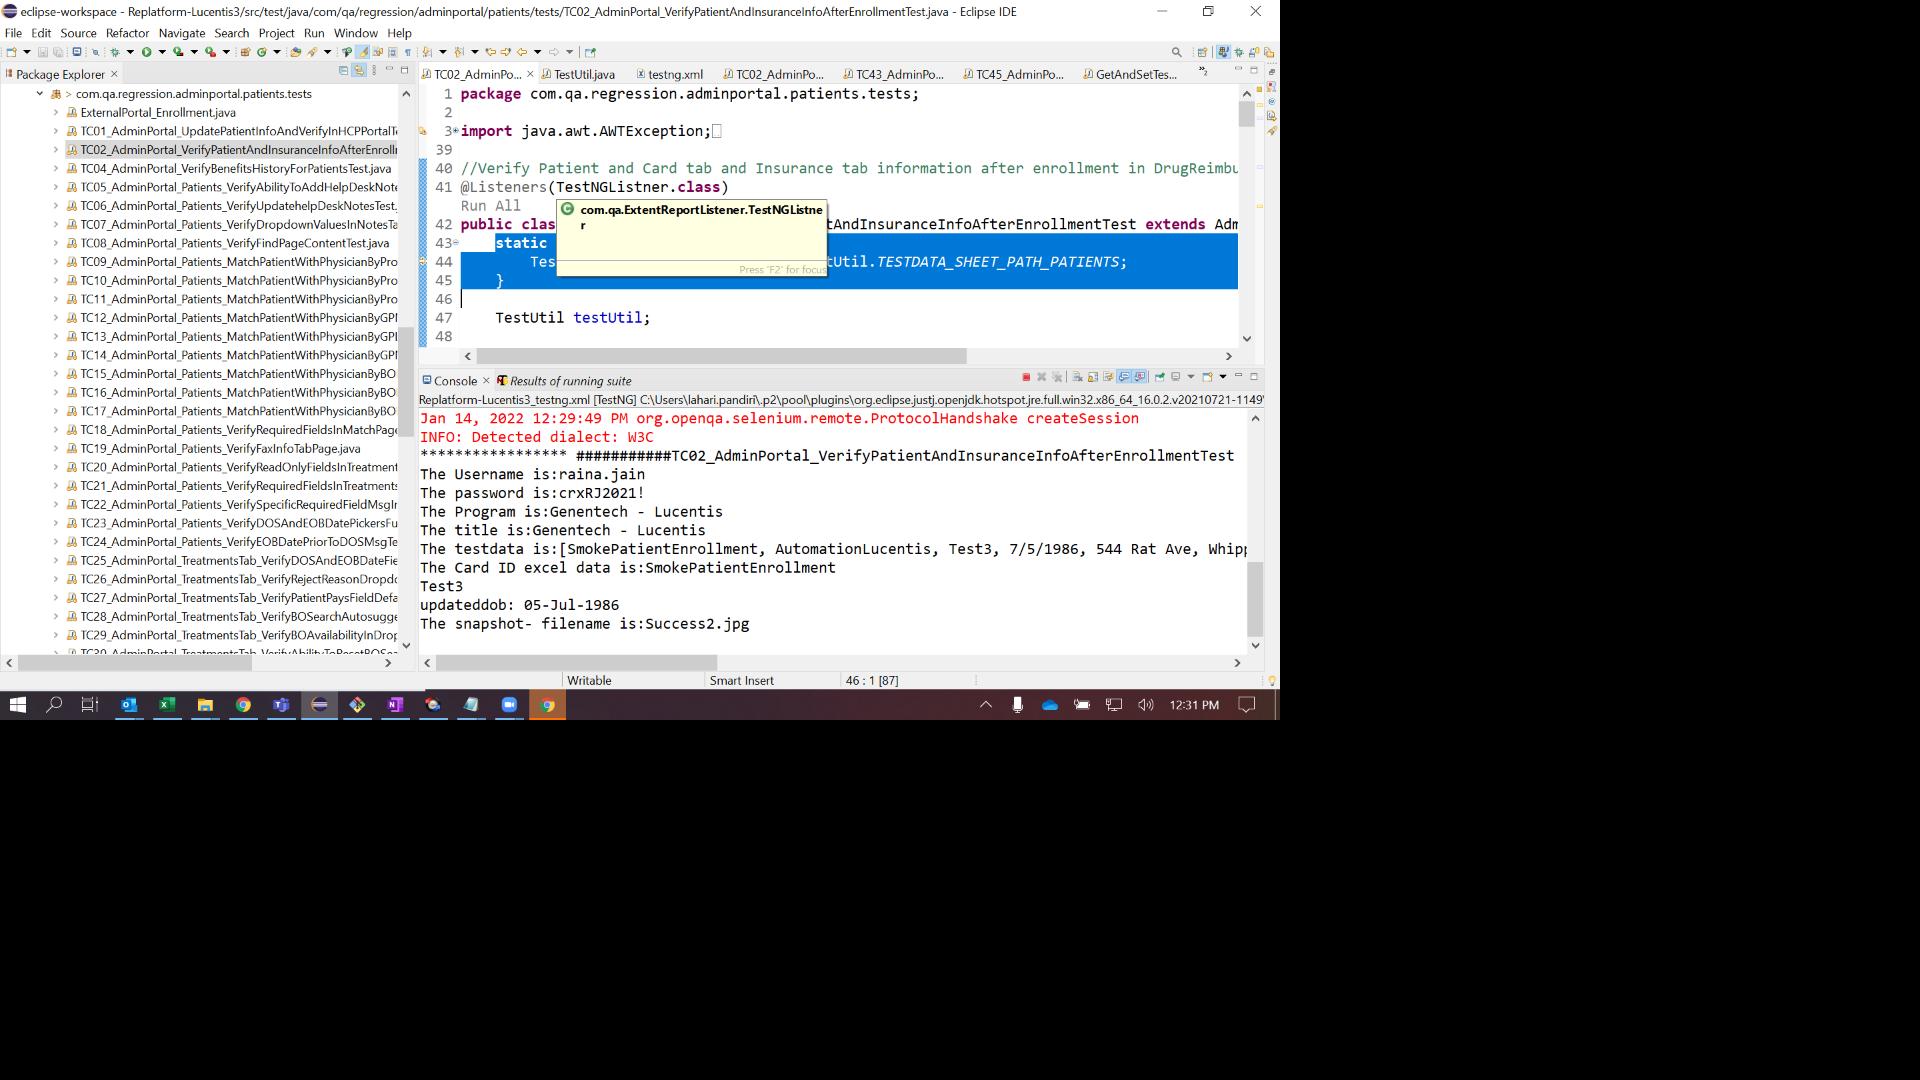 eclipse-workspace - Replatform-Lucentis3/src/test/java/com/qa/regression/adminportal/patients/tests/TC02_AdminPortal_VerifyPatientAndInsuranceInfoAfterEnrollmentTest.java - Eclipse IDE
File Edit Source Refactor Navigate Search Project Run Window Help
Package Explorer
com.qa.regression.adminportal.patients.tests
ExternalPortal_Enrollment.java
TC01_AdminPortal_UpdatePatientInfoAndVerifyInHCPPortalT
TC02_AdminPortal_VerifyPatientAndInsuranceInfoAfterEnroll
TC04_AdminPortal_VerifyBenefitsHistoryForPatientsTest.java
TC05_AdminPortal_Patients_VerifyAbilityToAddHelpDeskNote
TC06_AdminPortal_Patients_VerifyUpdatehelpDeskNotesTest.
TC07_AdminPortal_Patients_VerifyDropdownValuesInNotesTa
TC08_AdminPortal_Patients_VerifyFindPageContentTest.java
TC09_AdminPortal_Patients_MatchPatientWithPhysicianByPro
TC10_AdminPortal_Patients_MatchPatientWithPhysicianByPro
TC11_AdminPortal_Patients_MatchPatientWithPhysicianByPro
TC12_AdminPortal_Patients_MatchPatientWithPhysicianByGPI
TC13_AdminPortal_Patients_MatchPatientWithPhysicianByGPI
TC14_AdminPortal_Patients_MatchPatientWithPhysicianByGPI
TC15_AdminPortal_Patients_MatchPatientWithPhysicianByBO
TC16_AdminPortal_Patients_MatchPatientWithPhysicianByBO
TC17_AdminPortal_Patients_MatchPatientWithPhysicianByBO
TC18_AdminPortal_Patients_VerifyRequiredFieldsInMatchPage
TC19_AdminPortal_Patients_VerifyFaxInfoTabPage.java
TC20_AdminPortal_Patients_VerifyReadOnlyFieldsInTreatment
TC21_AdminPortal_Patients_VerifyRequiredFieldsInTreatments
TC22_AdminPortal_Patients_VerifySpecificRequiredFieldMsgIr
TC23_AdminPortal_Patients_VerifyDOSAndEOBDatePickersFu
TC24_AdminPortal_Patients_VerifyEOBDatePriorToDOSMsgTe
TC25_AdminPortal_TreatmentsTab_VerifyDOSAndEOBDateFie
TC26_AdminPortal_TreatmentsTab_VerifyRejectReasonDropdo
TC27_AdminPortal_TreatmentsTab_VerifyPatientPaysFieldDefa
TC28_AdminPortal_TreatmentsTab_VerifyBOSearchAutosugge
TC29_AdminPortal_TreatmentsTab_VerifyBOAvailabilityInDrop
TC30_AdminPortal_TreatmentsTab_VerifyAbilityToResetBOSea
TC02_AdminPo... TestUtil.java testng.xml TC02_AdminPo... TC43_AdminPo... TC45_AdminPo... GetAndSetTes...
1 package com.qa.regression.adminportal.patients.tests;
2
3 import java.awt.AWTException;
39
40 //Verify Patient and Card tab and Insurance tab information after enrollment in DrugReimbu
41 @Listeners(TestNGListner.class)
Run All
com.qa.ExtentReportListener.TestNGListne
r
42 public clas tAndInsuranceInfoAfterEnrollmentTest extends Adm
43 static
44 Tes tUtil.TESTDATA_SHEET_PATH_PATIENTS;
Press 'F2' for focus
45 }
46
47 TestUtil testUtil;
48
Console Results of running suite
Replatform-Lucentis3_testng.xml [TestNG] C:\Users\lahari.pandiri\.p2\pool\plugins\org.eclipse.justj.openjdk.hotspot.jre.full.win32.x86_64_16.0.2.v20210721-1149\
Jan 14, 2022 12:29:49 PM org.openqa.selenium.remote.ProtocolHandshake createSession
INFO: Detected dialect: W3C
***************** ###########TC02_AdminPortal_VerifyPatientAndInsuranceInfoAfterEnrollmentTest
The Username is:raina.jain
The password is:crxRJ2021!
The Program is:Genentech - Lucentis
The title is:Genentech - Lucentis
The testdata is:[SmokePatientEnrollment, AutomationLucentis, Test3, 7/5/1986, 544 Rat Ave, Whipp
The Card ID excel data is:SmokePatientEnrollment
Test3
updateddob: 05-Jul-1986
The snapshot- filename is:Success2.jpg
Writable Smart Insert 46 : 1 [87]
12:31 PM